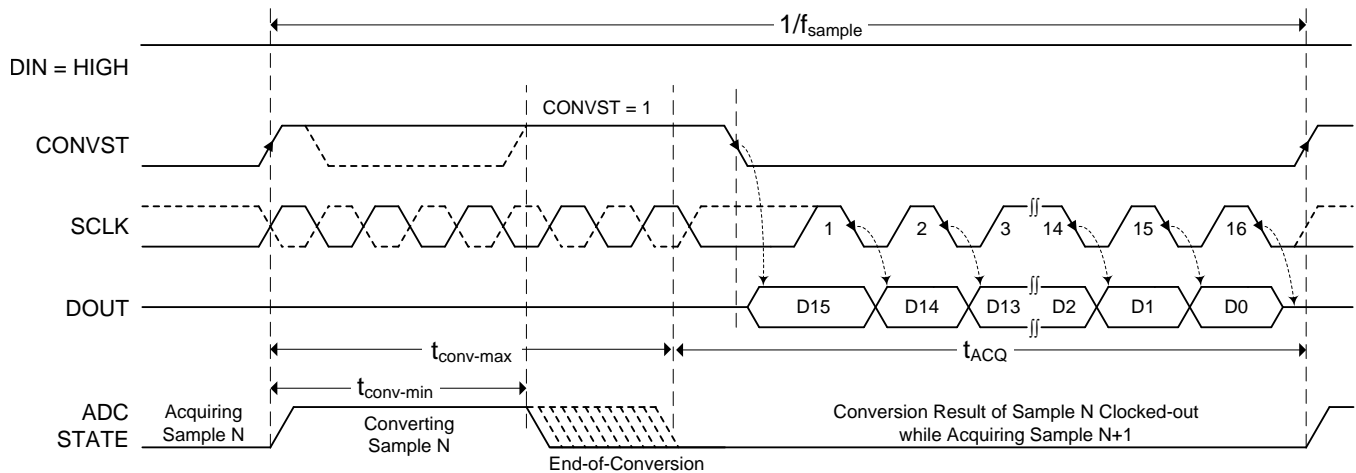 1/fsample
DIN = HIGH
CONVST = 1
CONVST
SCLK
1 2 3 14 15 16
DOUT
D15 D14 D13 D2 D1 D0
tconv-max
tACQ
tconv-min
ADC
STATE
Acquiring
Sample N
Converting
Sample N
End-of-Conversion
Conversion Result of Sample N Clocked-out
while Acquiring Sample N+1